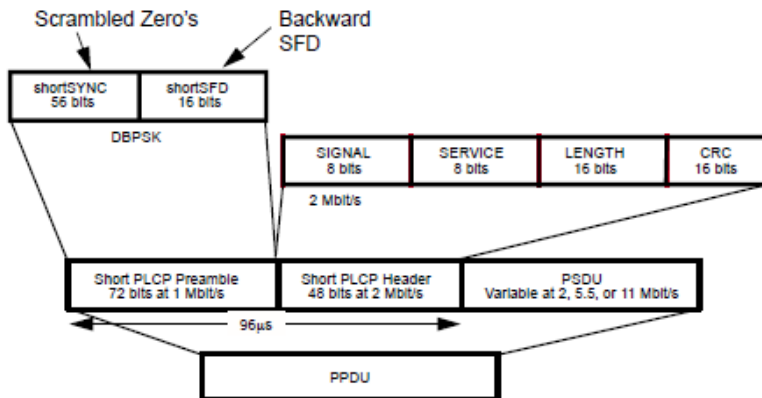 Scrambled Zero's
Backward
SFD
shortSYNC
56 bits
shortSFD
16 bits
DBPSK
SIGNAL
8 bits
SERVICE
8 bits
LENGTH
16 bits
CRC
16 bits
2 Mbit/s
Short PLCP Preamble
72 bits at 1 Mbit/s
Short PLCP Header
48 bits at 2 Mbit/s
PSDU
Variable at 2, 5.5, or 11 Mbit/s
96μs
PPDU